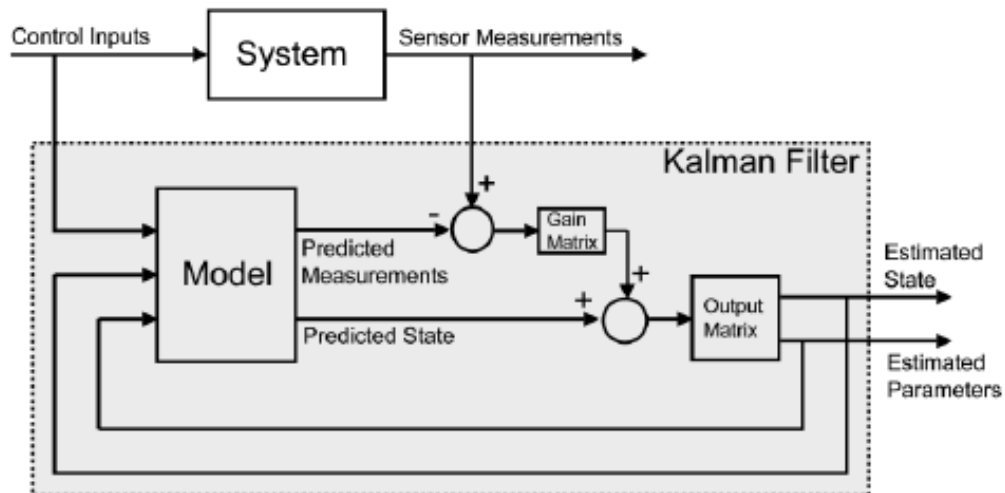 Control Inputs
System
Sensor Measurements
Kalman Filter
+
-
Gain
Matrix
Model
Predicted
Measurements
+
+
Predicted State
Output
Matrix
Estimated
State
Estimated
Parameters